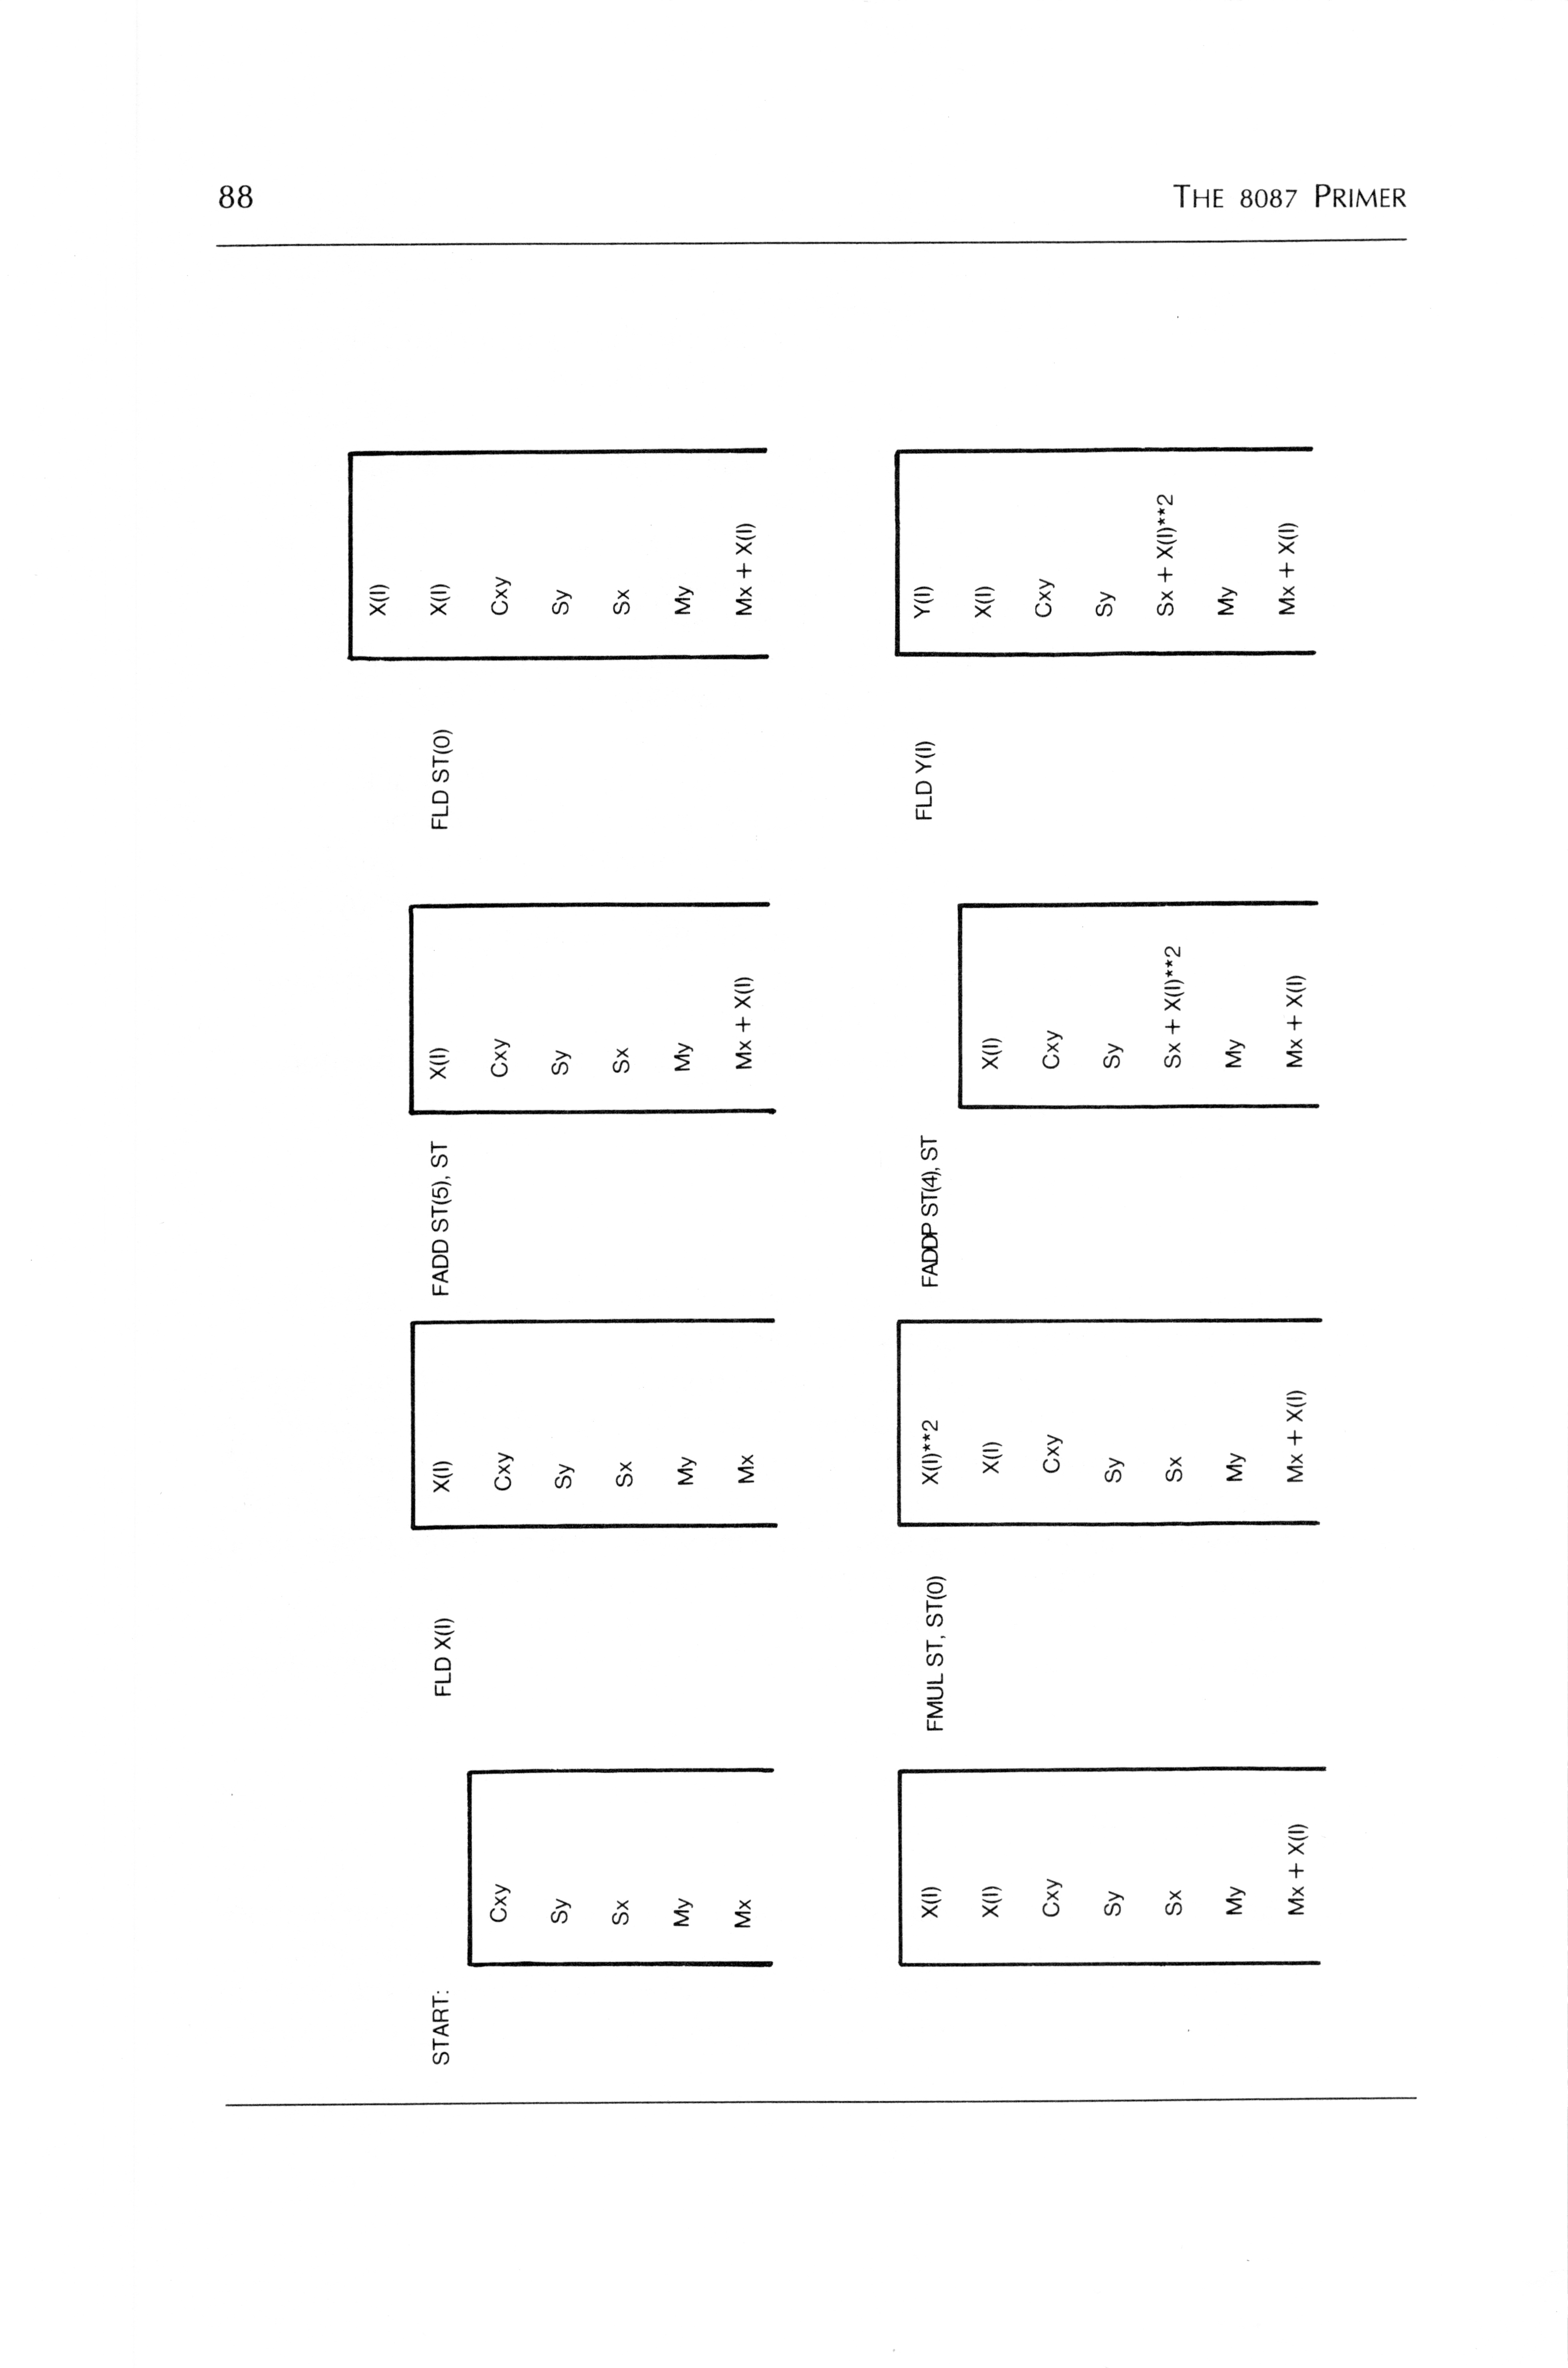 88
THE 8087 PRIMER
START:
Cxy
Sy
Sx
My
Mx
FLD X(I)
X(I)
Cxy
Sy
Sx
My
Mx
FADD ST(5), ST
X(I)
Cxy
Sy
Sx
My
Mx + X(I)
FLD ST(0)
X(I)
X(I)
Cxy
Sy
Sx
My
Mx + X(I)
X(I)
X(I)
Cxy
Sy
Sx
My
Mx + X(I)
FMUL ST, ST(0)
X(I)**2
X(I)
Cxy
Sy
Sx
My
Mx + X(I)
FADDP ST(4), ST
X(I)
Cxy
Sy
Sx + X(I)**2
My
Mx + X(I)
FLD Y(I)
Y(I)
X(I)
Cxy
Sy
Sx + X(I)**2
My
Mx + X(I)